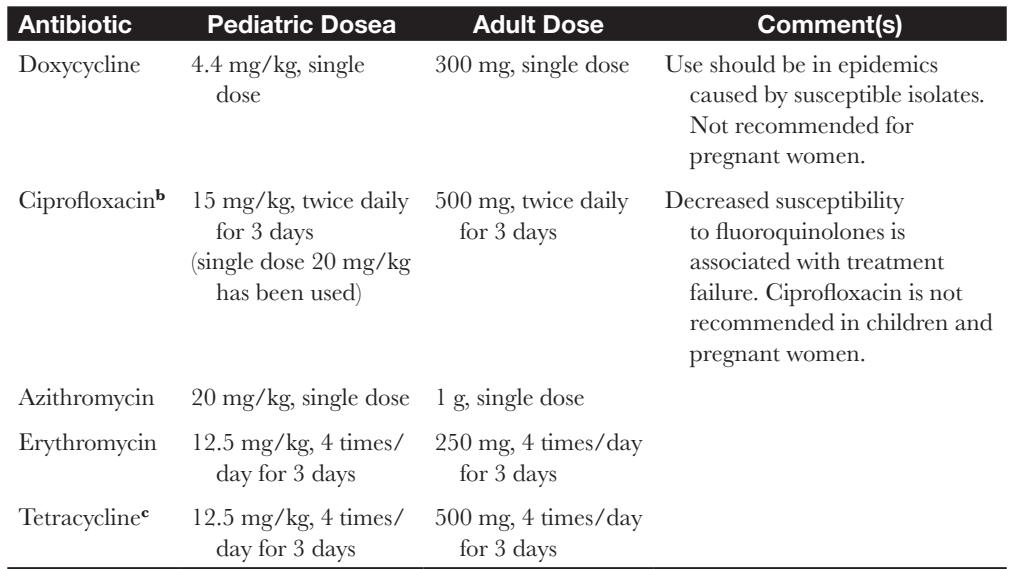 Antibiotic Pediatric Dosea Adult Dose Comment(s)
Doxycycline 4.4 mg/kg, single 300 mg, single dose Use should be in epidemics
dose caused by susceptible isolates.
Not recommended for
pregnant women.
Ciprofloxacinb 15 mg/kg, twice daily 500 mg, twice daily Decreased susceptibility
for 3 days for 3 days to fluoroquinolones is
(single dose 20 mg/kg associated with treatment
has been used) failure. Ciprofloxacin is not
recommended in children and
pregnant women.
Azithromycin 20 mg/kg, single dose 1 g, single dose
Erythromycin 12.5 mg/kg, 4 times/ 250 mg, 4 times/day
day for 3 days for 3 days
Tetracyclinec 12.5 mg/kg, 4 times/ 500 mg, 4 times/day
day for 3 days for 3 days